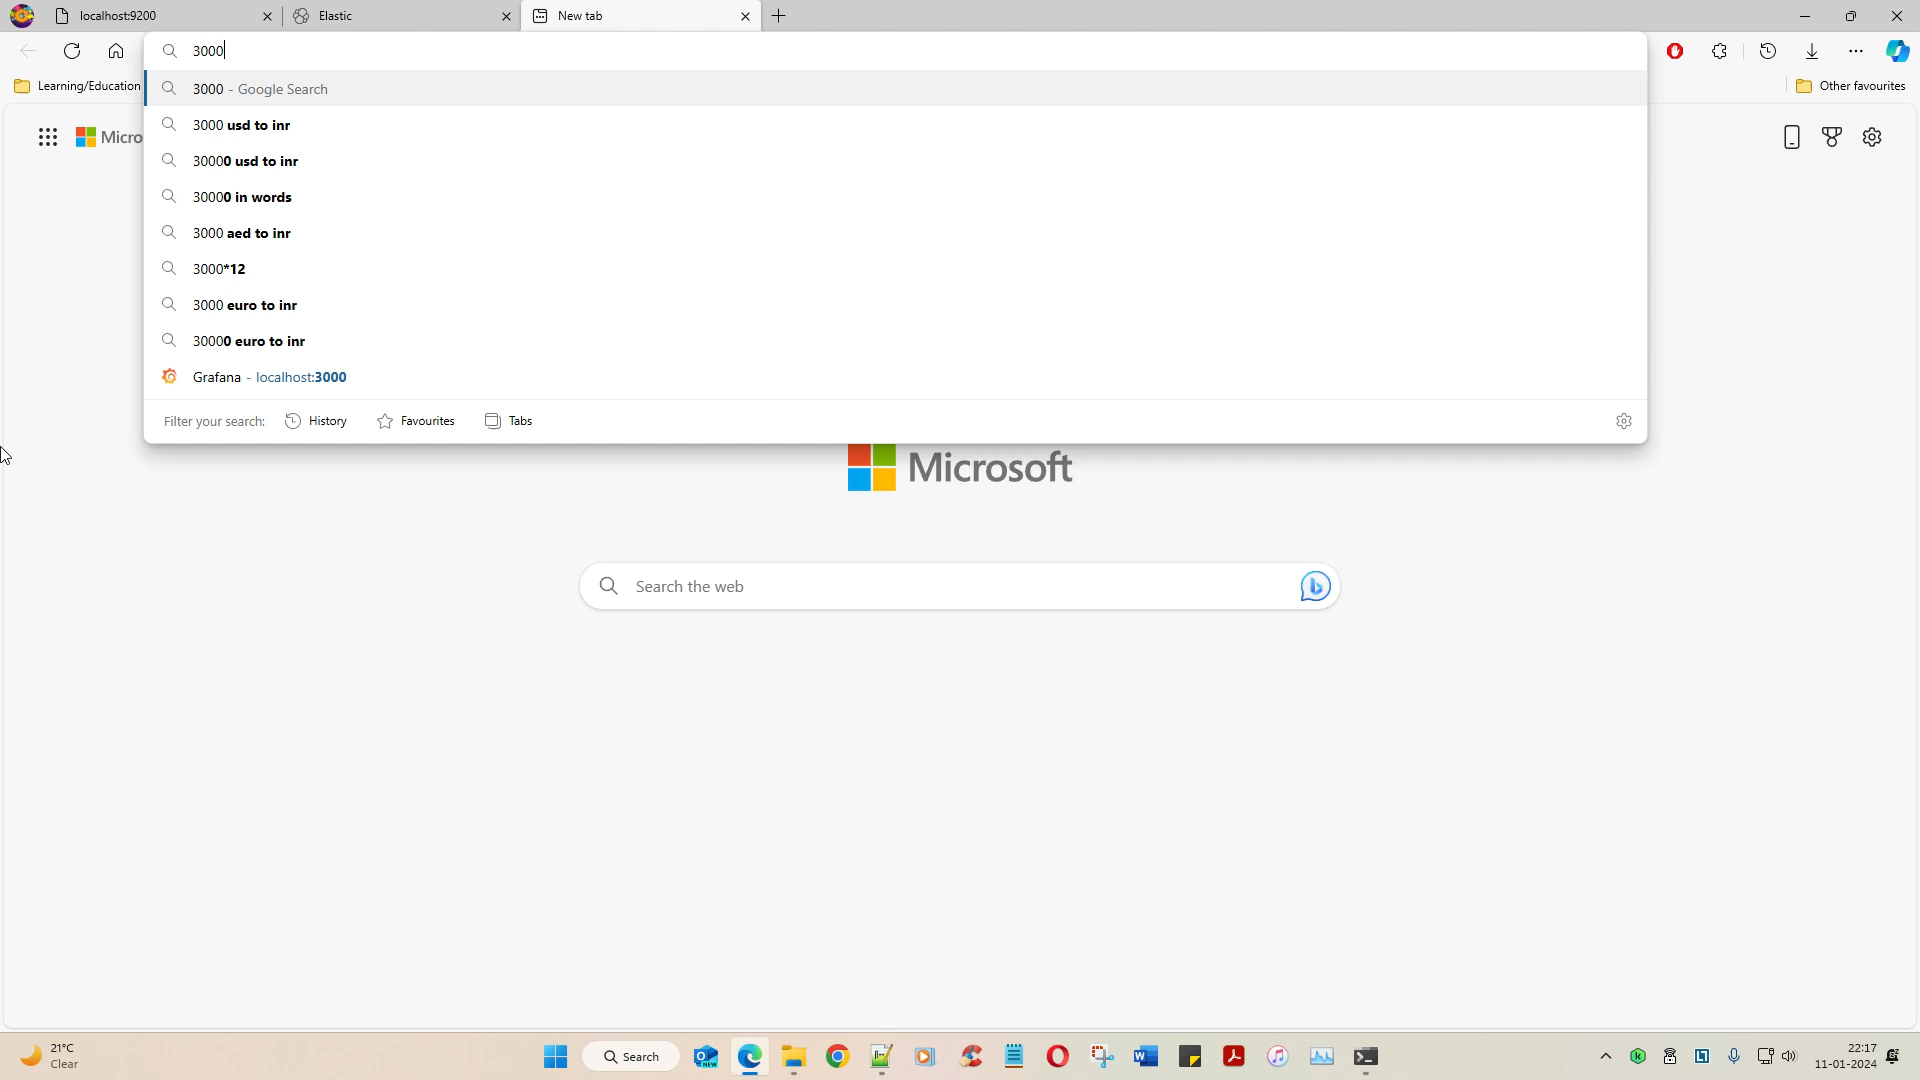 localhost:9200
Elastic
New tab
3000
Learning/Education
Other favourites
3000 - Google Search
3000 usd to inr
30000 usd to inr
30000 in words
3000 aed to inr
3000*12
3000 euro to inr
30000 euro to inr
Grafana - localhost:3000
Filter your search: History Favourites Tabs
Micro
Microsoft
Search the web
21°C
Clear
Search
NEW
22:17
11-01-2024